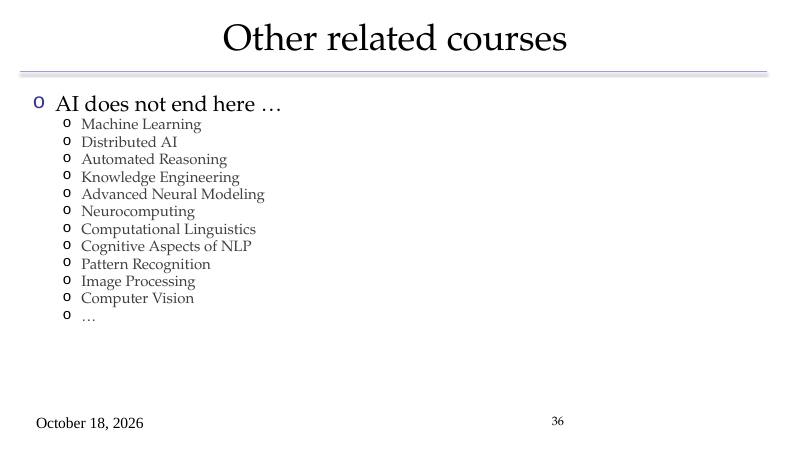 Other related courses
o AI does not end here …
o Machine Learning
o Distributed AI
o Automated Reasoning
o Knowledge Engineering
o Advanced Neural Modeling
o Neurocomputing
o Computational Linguistics
o Cognitive Aspects of NLP
o Pattern Recognition
o Image Processing
o Computer Vision
o …
October 18, 2026
36